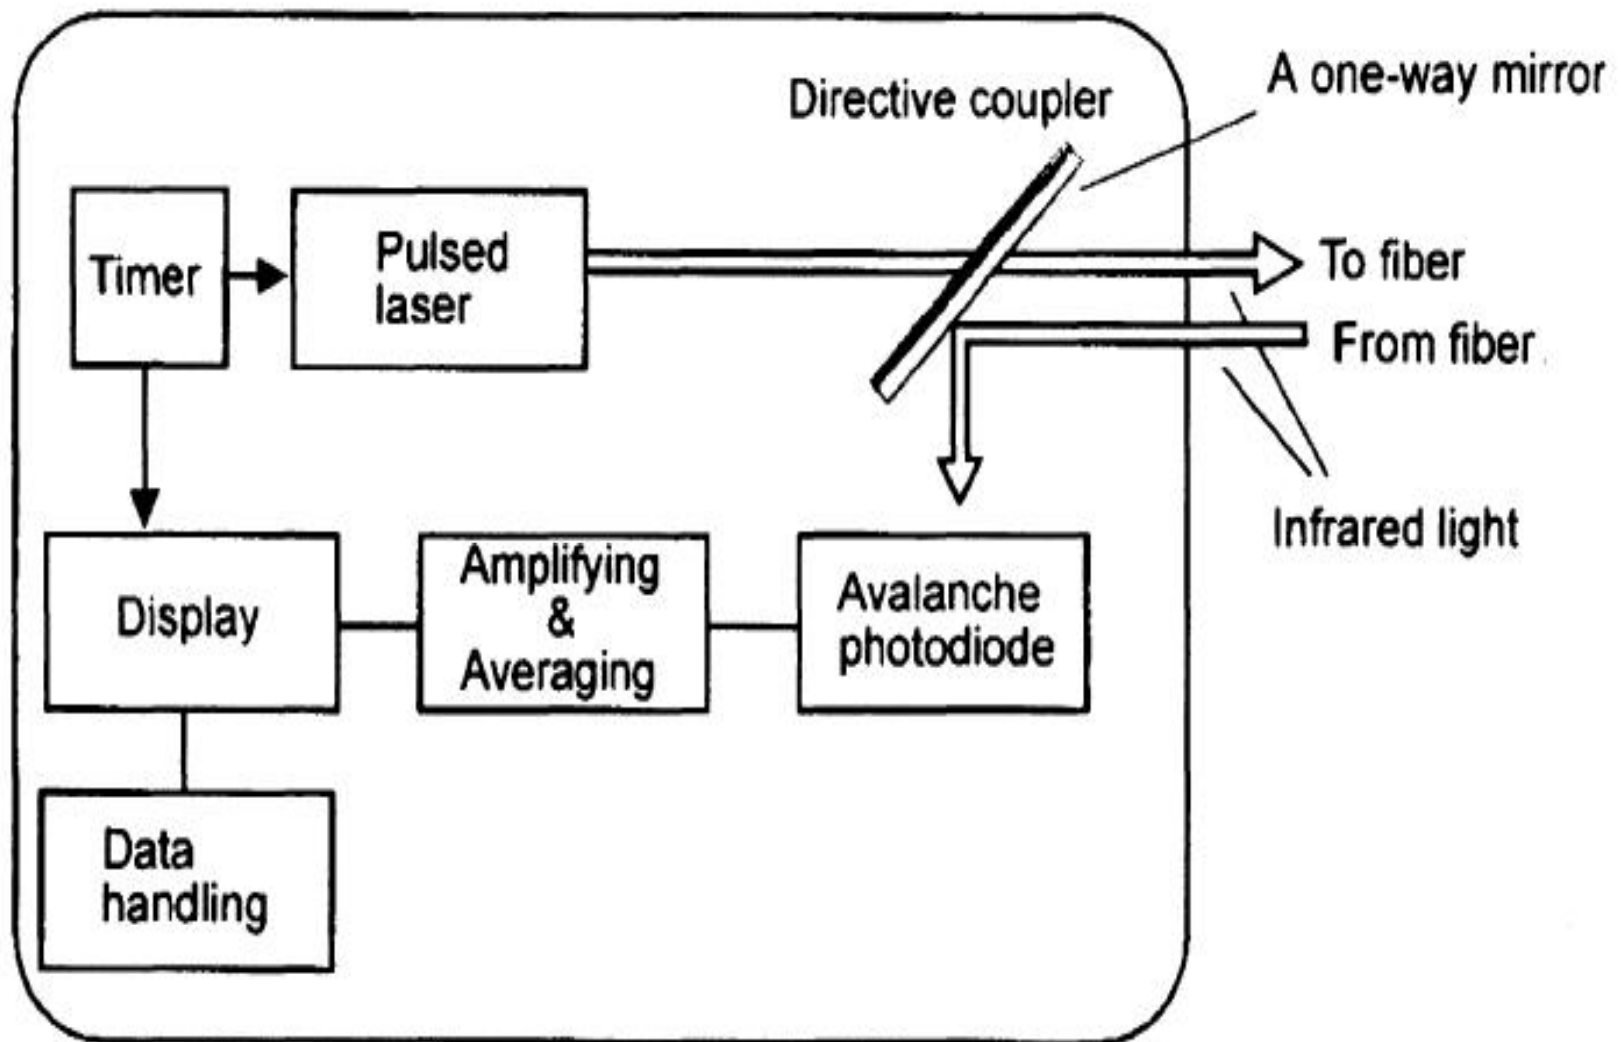 Directive coupler
A one-way mirror
Timer
Pulsed
laser
To fiber
From fiber
Infrared light
Display
Amplifying
&
Averaging
Avalanche
photodiode
Data
handling